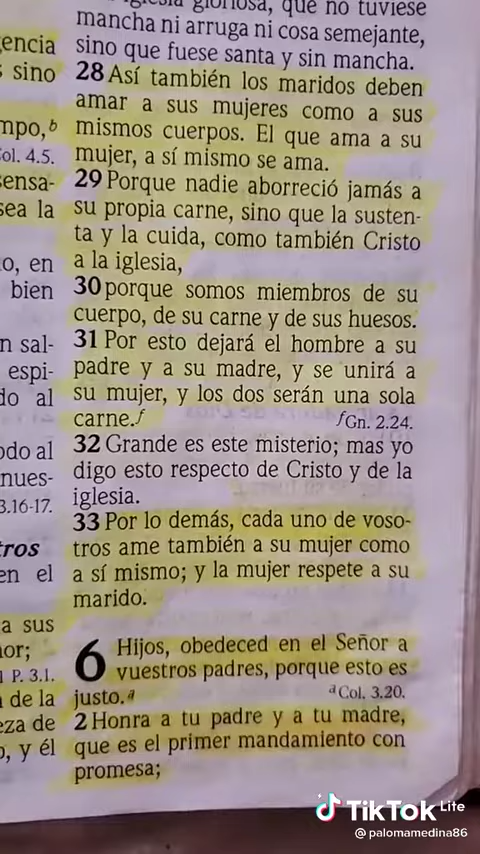 iglesia gloriosa, que no tuviese
mancha ni arruga ni cosa semejante,
sino que fuese santa y sin mancha.
28 Así también los maridos deben
amar a sus mujeres como a sus
mismos cuerpos. El que ama a su
mujer, a sí mismo se ama.
29 Porque nadie aborreció jamás a
su propia carne, sino que la susten-
ta y la cuida, como también Cristo
a la iglesia,
30 porque somos miembros de su
cuerpo, de su carne y de sus huesos.
31 Por esto dejará el hombre a su
padre y a su madre, y se unirá a
su mujer, y los dos serán una sola
carne.f fGn. 2.24.
32 Grande es este misterio; mas yo
digo esto respecto de Cristo y de la
iglesia.
33 Por lo demás, cada uno de voso-
tros ame también a su mujer como
a sí mismo; y la mujer respete a su
marido.
6 Hijos, obedeced en el Señor a
vuestros padres, porque esto es
justo.a aCol. 3.20.
2 Honra a tu padre y a tu madre,
que es el primer mandamiento con
promesa;
gencia
sino
mpo,b
Col. 4.5.
ensa-
sea la
o, en
bien
n sal-
espi-
do al
odo al
nues-
3.16-17.
tros
en el
a sus
nor;
1 P. 3.1.
de la
eza de
o, y él
TikTok Lite
@palomamedina86